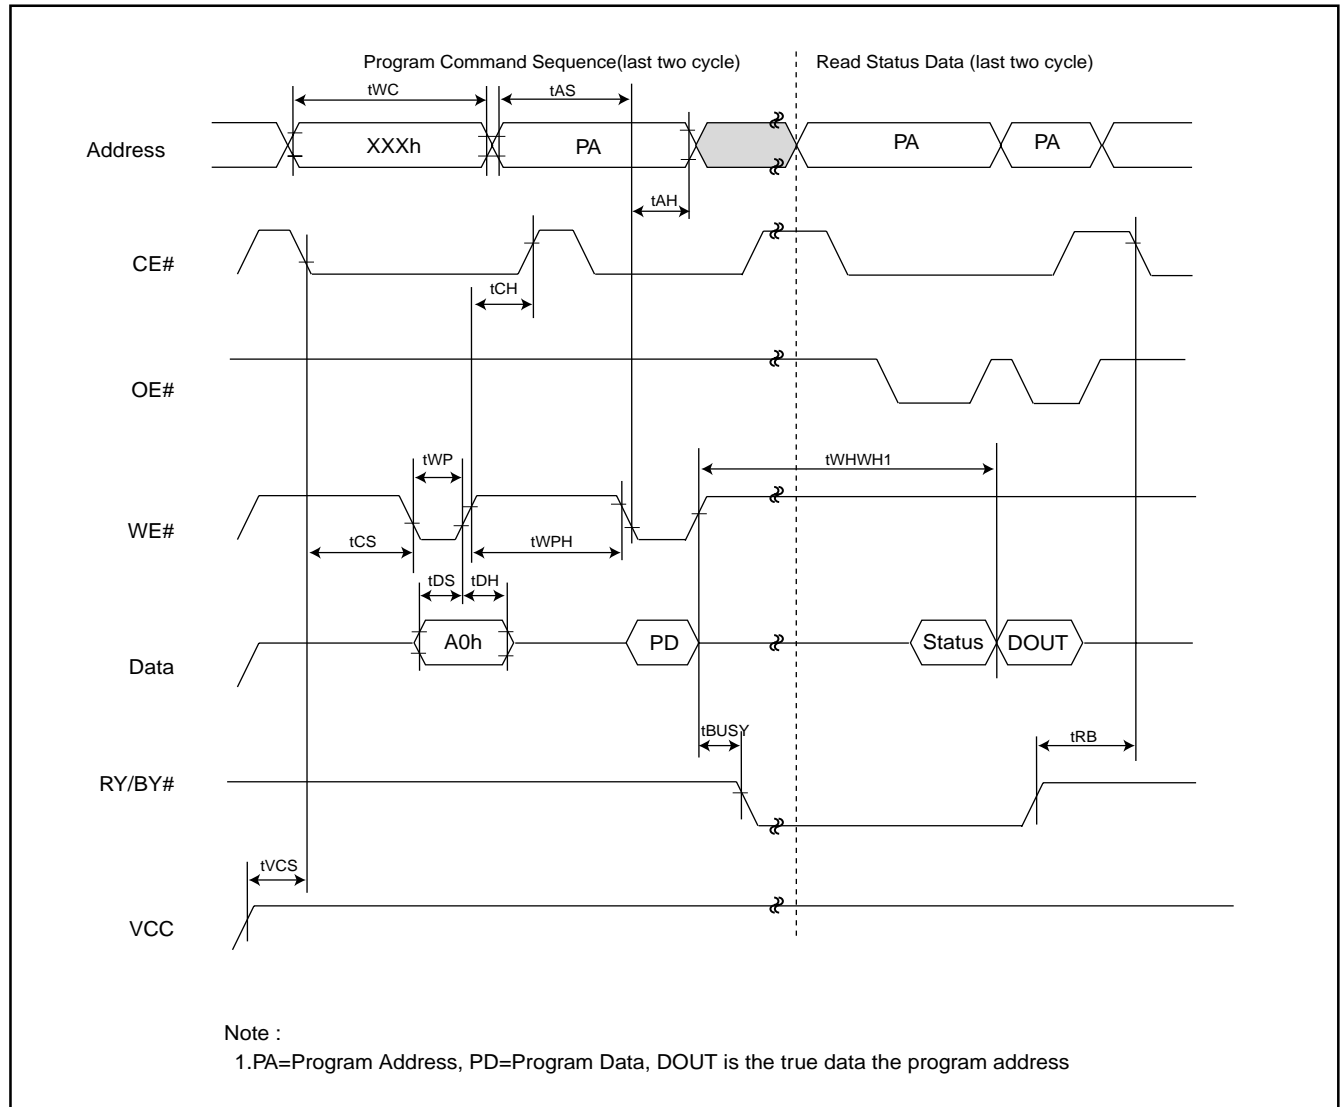 Program Command Sequence(last two cycle)
Read Status Data (last two cycle)
tWC
tAS
Address
XXXh
PA
PA
PA
tAH
CE#
tCH
OE#
tWP
tWHWH1
WE#
tCS
tWPH
tDS
tDH
Data
A0h
PD
Status
DOUT
tBUSY
tRB
RY/BY#
tVCS
VCC
Note :
1.PA=Program Address, PD=Program Data, DOUT is the true data the program address